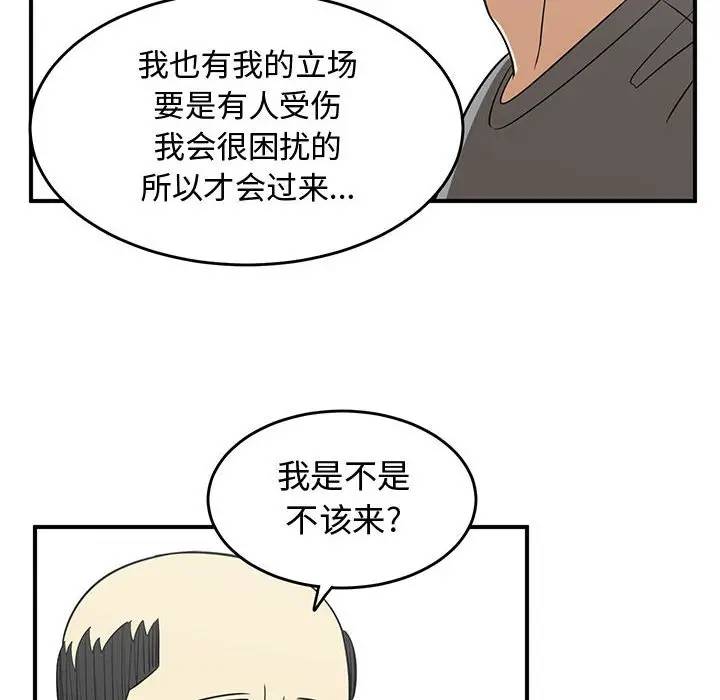 我也有我的立场
要是有人受伤
我会很困扰的
所以才会过来...
我是不是
不该来?